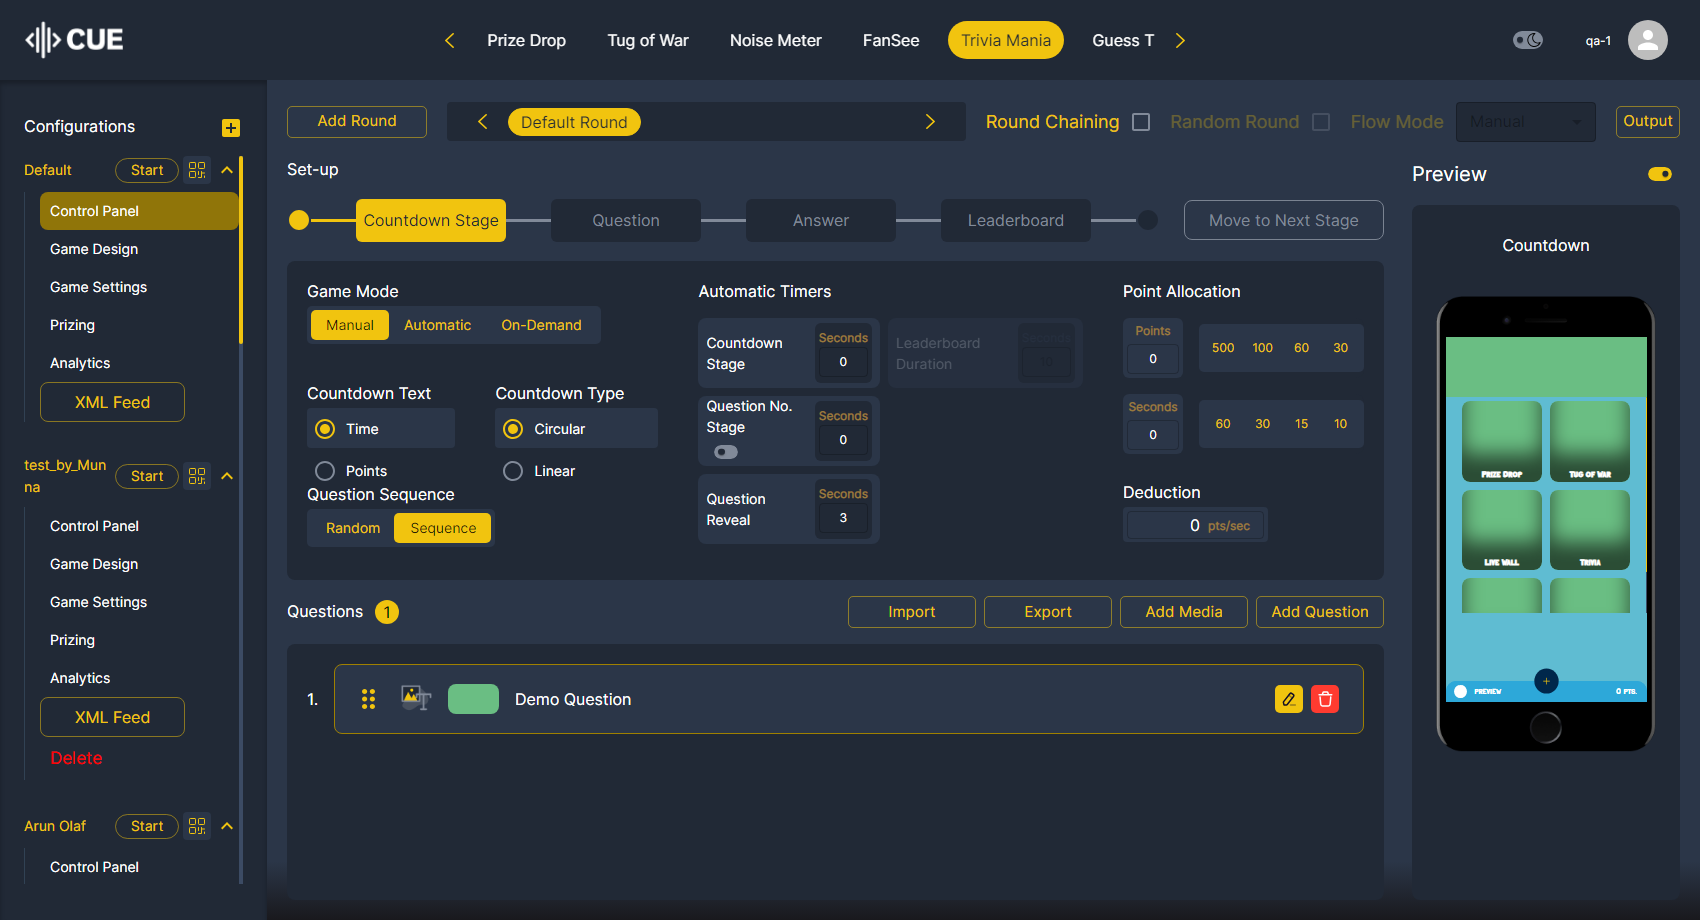 CUE
Prize Drop
Tug of War
Noise Meter
FanSee
Trivia Mania
Guess T
qa-1
Configurations
Default
Start
Control Panel
Game Design
Game Settings
Prizing
Analytics
XML Feed
test_by_Mun
na
Start
Control Panel
Game Design
Game Settings
Prizing
Analytics
XML Feed
Delete
Arun Olaf
Start
Control Panel
Add Round
Default Round
Round Chaining
Random Round
Flow Mode
Manual
Output
Set-up
Countdown Stage
Question
Answer
Leaderboard
Move to Next Stage
Game Mode
Manual
Automatic
On-Demand
Countdown Text
Time
Points
Countdown Type
Circular
Linear
Question Sequence
Random
Sequence
Automatic Timers
Countdown
Stage
Seconds
0
Leaderboard
Duration
Seconds
10
Question No.
Stage
Seconds
0
Question
Reveal
Seconds
3
Point Allocation
Points
0
500 100 60 30
Seconds
0
60 30 15 10
Deduction
0 pts/sec
Questions 1
Import
Export
Add Media
Add Question
1.
Demo Question
Preview
Countdown
PRIZE DROP
TUG OF WAR
LIVE WALL
TRIVIA
PREVIEW
0 PTS.